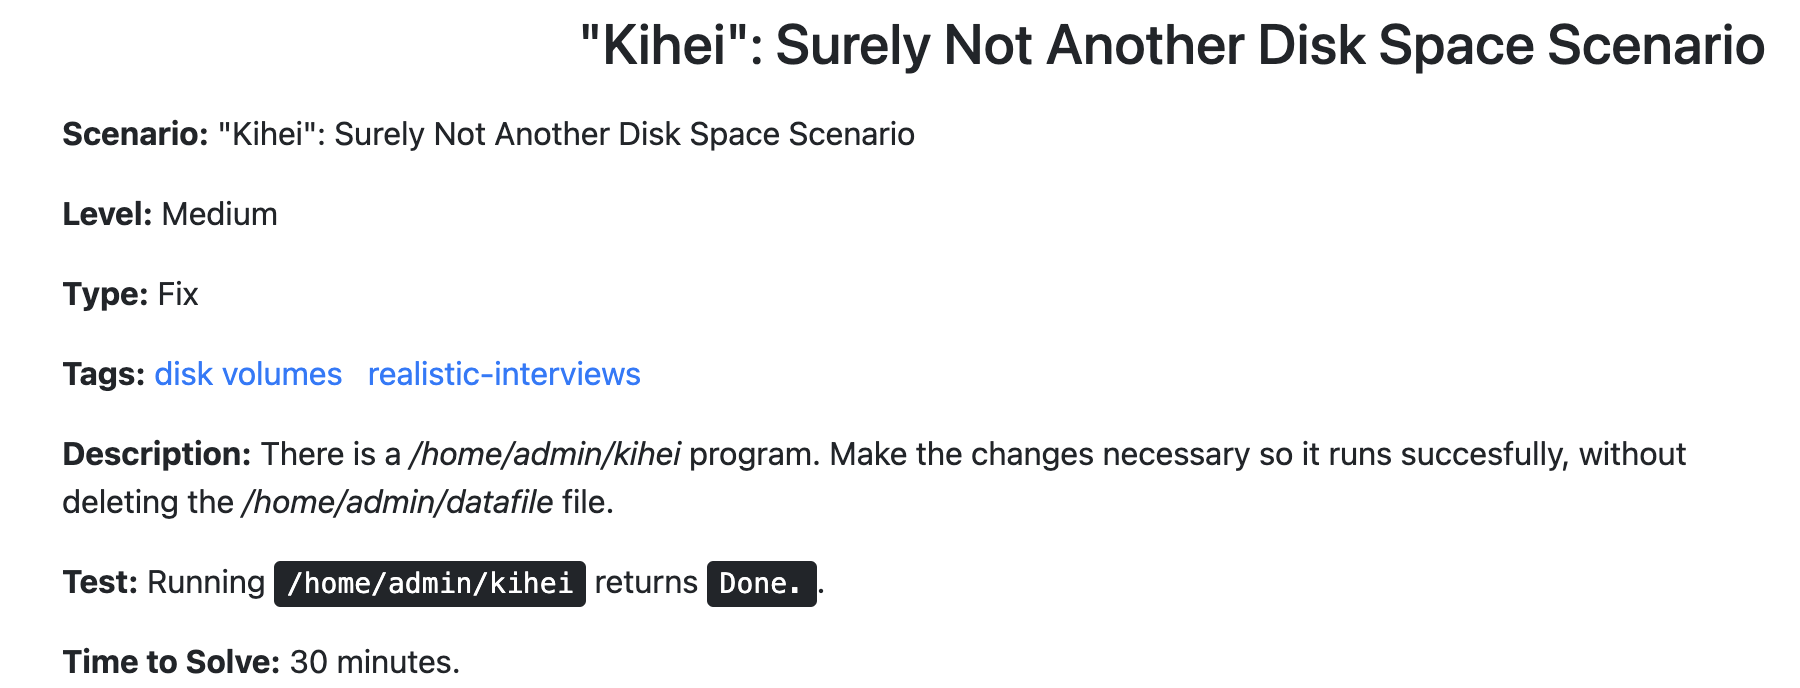 "Kihei": Surely Not Another Disk Space Scenario
Scenario: "Kihei": Surely Not Another Disk Space Scenario
Level: Medium
Type: Fix
Tags: disk volumes realistic-interviews
Description: There is a /home/admin/kihei program. Make the changes necessary so it runs succesfully, without
deleting the /home/admin/datafile file.
Test: Running /home/admin/kihei returns Done. .
Time to Solve: 30 minutes.